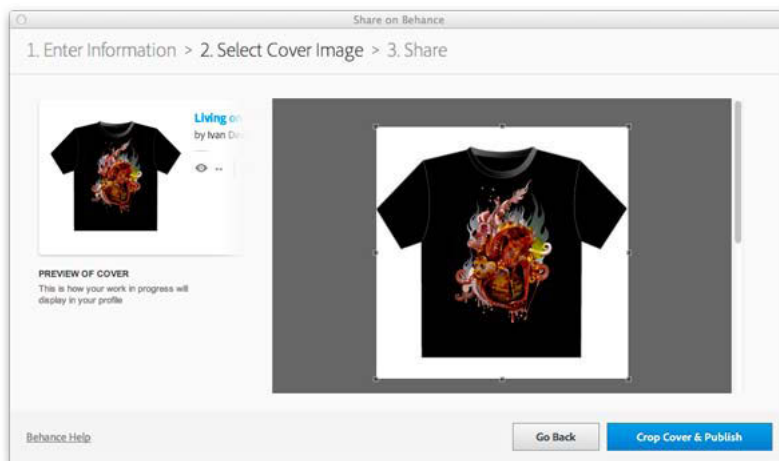 Share on Behance
1. Enter Information > 2. Select Cover Image > 3. Share
Living on
by Ivan
PREVIEW OF COVER
This is how your work in progress will
display in your profile
Behance Help
Go Back
Crop Cover & Publish